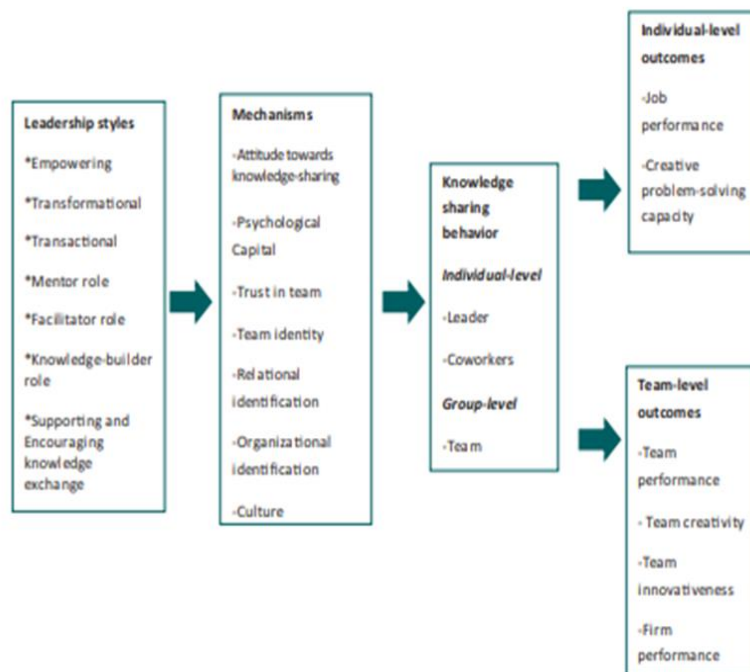 Leadership styles
*Empowering
*Transformational
*Transactional
*Mentor role
*Facilitator role
*Knowledge-builder
role
*Supporting and
Encouraging
knowledge
exchange
Mechanisms
-Attitude towards
knowledge-sharing
-Psychological
Capital
-Trust in team
-Team identity
-Relational
identification
-Organizational
identification
-Culture
Knowledge
sharing
behavior
Individual-level
-Leader
-Coworkers
Group-level
-Team
Individual-level
outcomes
-Job
performance
-Creative
problem-solving
capacity
Team-level
outcomes
-Team
performance
- Team creativity
-Team
innovativeness
-Firm
performance